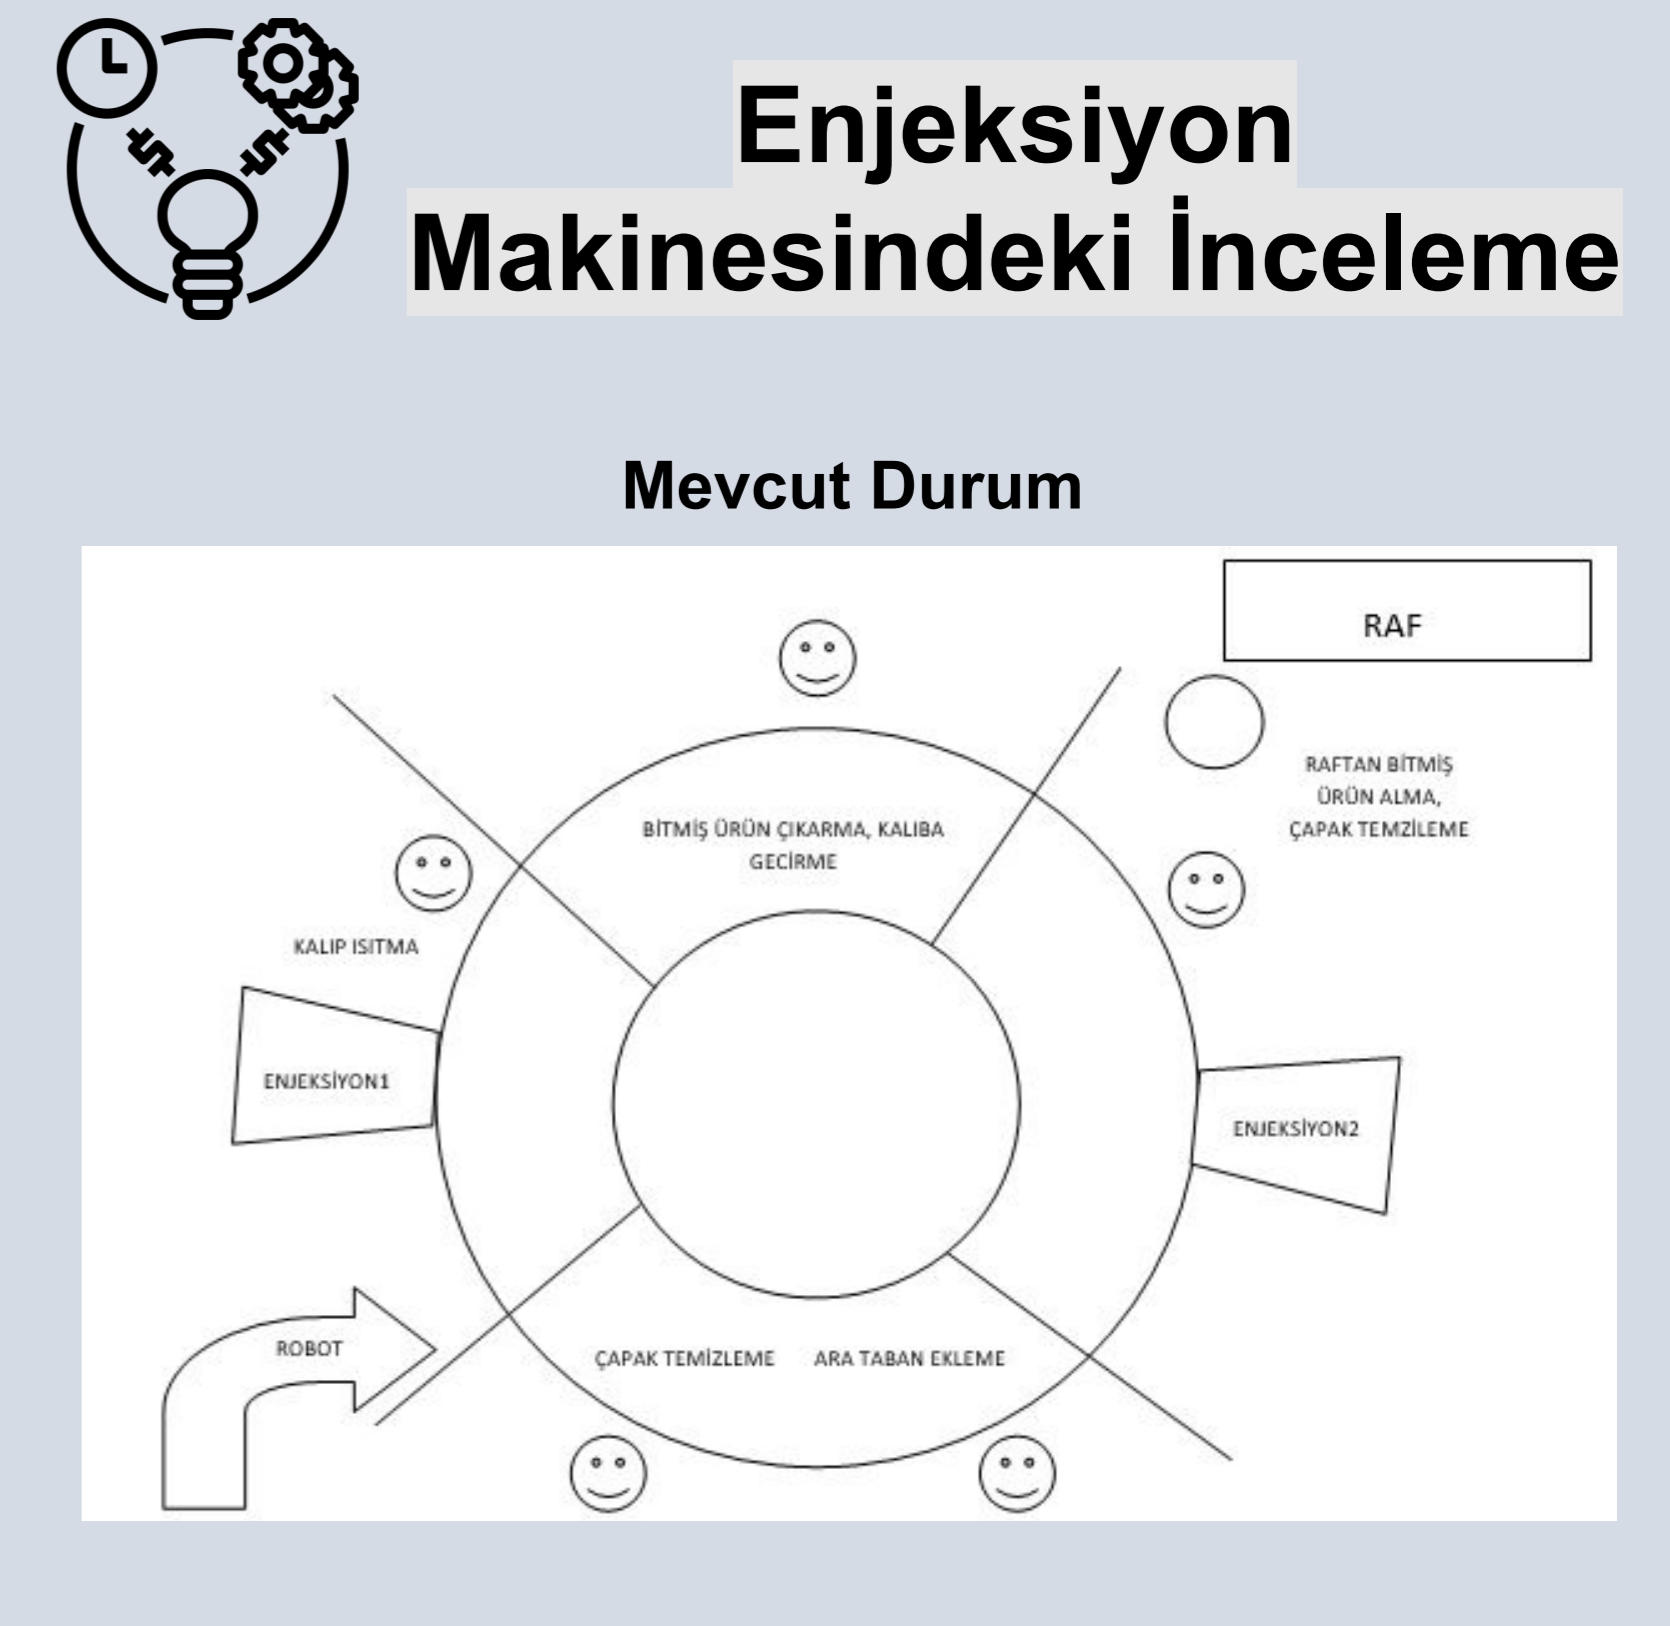 Enjeksiyon
Makinesindeki İnceleme
Mevcut Durum
RAF
RAFTAN BİTMİŞ
ÜRÜN ALMA,
ÇAPAK TEMZİLEME
BİTMİŞ ÜRÜN ÇIKARMA, KALIBA
GECİRME
KALIP ISITMA
ENJEKSİYON1
ENJEKSİYON2
ROBOT
ÇAPAK TEMİZLEME
ARA TABAN EKLEME